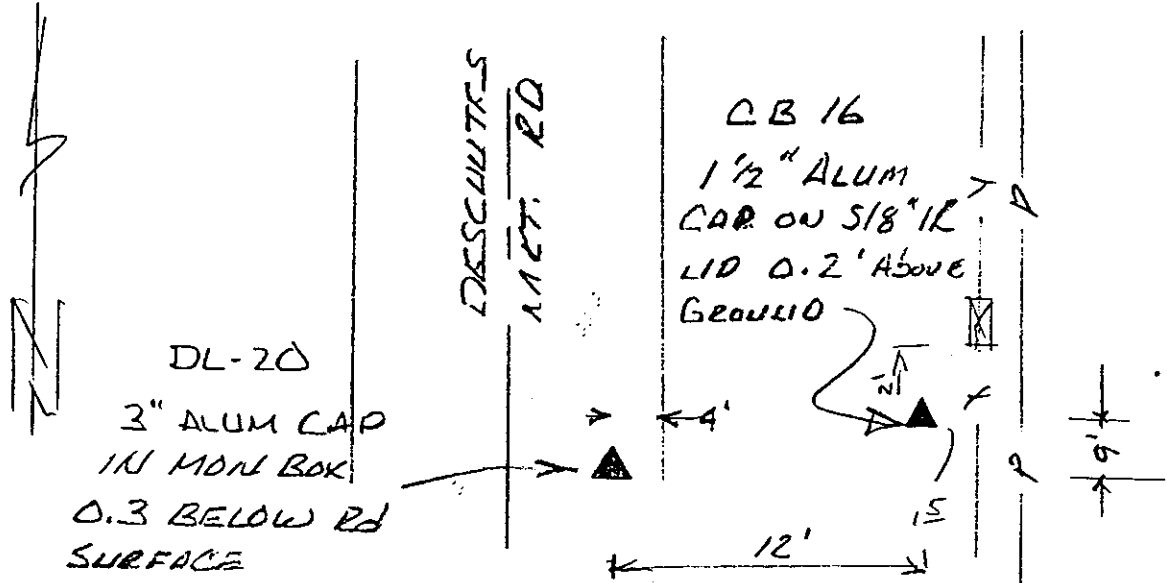 DESCHUTES
MKT. RD
CB 16
1 1/2" ALUM
CAP ON 5/8" IR
LID 0.2' ABOVE
GROUND
DL-20
3" ALUM CAP
IN MON BOX
0.3 BELOW Rd
SURFACE
4'
2'
9'
12'
N